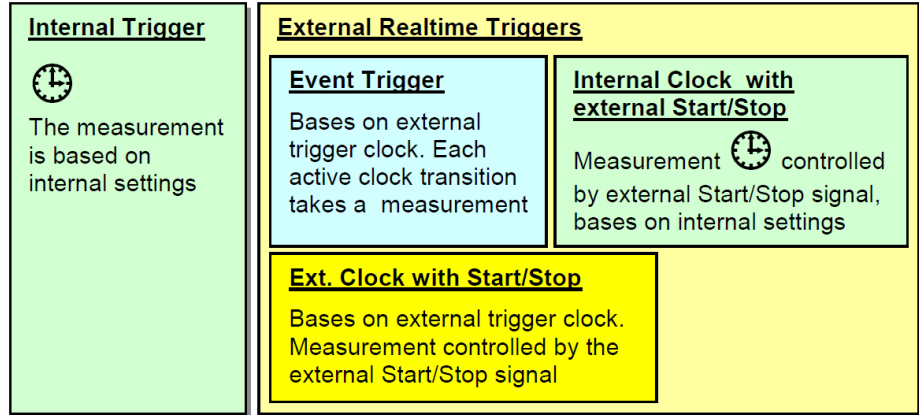 Internal Trigger
The measurement
is based on
internal settings
External Realtime Triggers
Event Trigger
Bases on external
trigger clock. Each
active clock transition
takes a measurement
Internal Clock with
external Start/Stop
Measurement controlled
by external Start/Stop signal,
bases on internal settings
Ext. Clock with Start/Stop
Bases on external trigger clock.
Measurement controlled by the
external Start/Stop signal